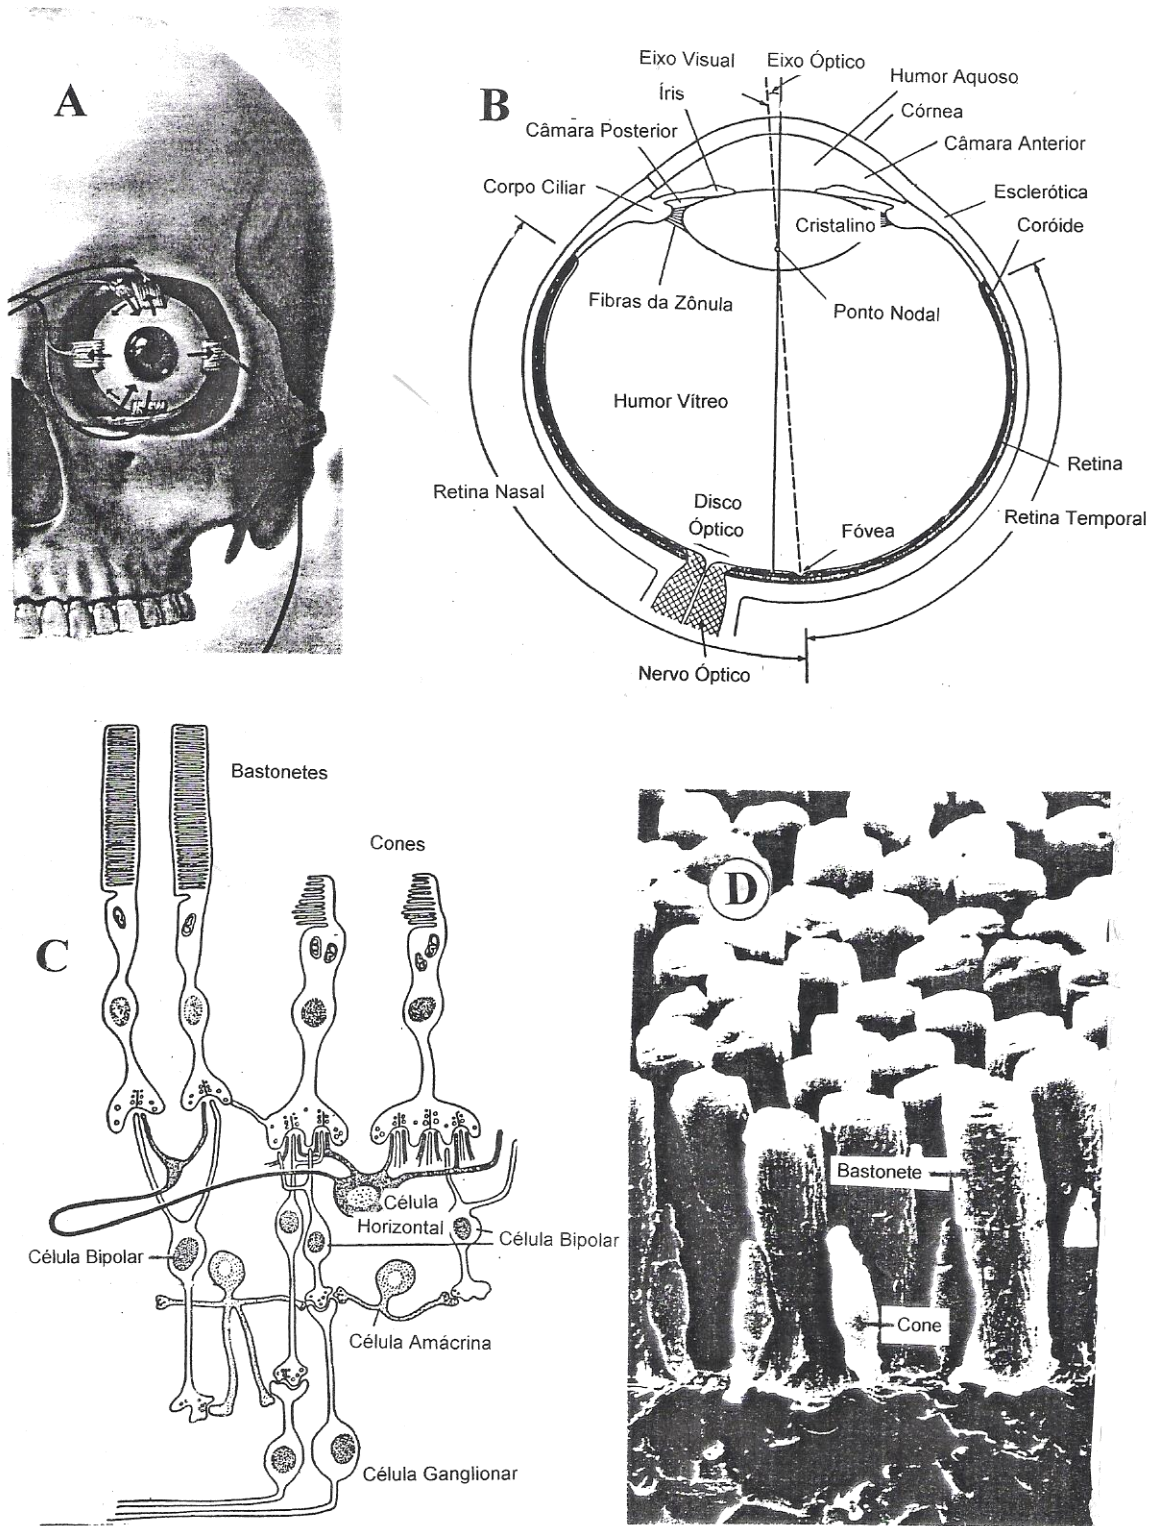 A
B
Eixo Visual
Eixo Óptico
Humor Aquoso
Íris
Córnea
Câmara Posterior
Câmara Anterior
Corpo Ciliar
Esclerótica
Cristalino
Coróide
Fibras da Zônula
Ponto Nodal
Humor Vítreo
Retina
Retina Nasal
Disco
Óptico
Fóvea
Retina Temporal
Nervo Óptico
C
Bastonetes
Cones
Célula
Horizontal
Célula Bipolar
Célula Bipolar
Célula Amácrina
Célula Ganglionar
D
Bastonete
Cone